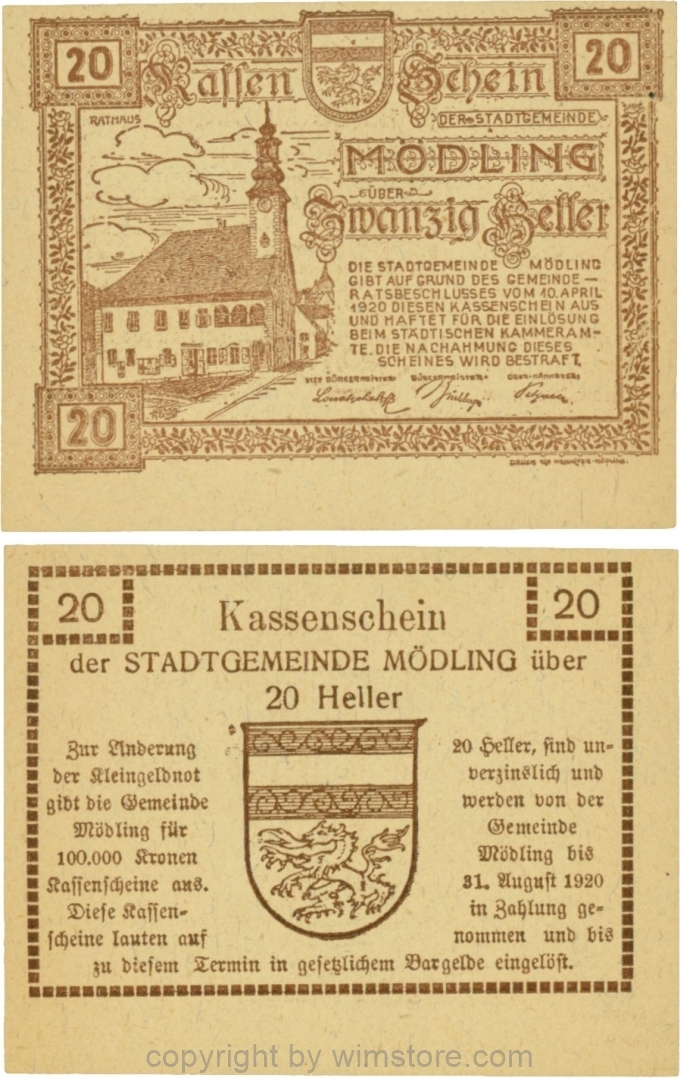 20
Kassen Schein
20
RATHAUS
DER STADTGEMEINDE
MÖDLING
ÜBER
Zwanzig Heller
DIE STADTGEMEINDE MÖDLING
GIBT AUF GRUND DES GEMEINDE-
RATSBESCHLUSSES VOM 10. APRIL
1920 DIESEN KASSENSCHEIN AUS
UND HAFTET FÜR DIE EINLÖSUNG
BEIM STÄDTISCHEN KAMMERAM-
TE. DIE NACHAHMUNG DIESES
SCHEINES WIRD BESTRAFT.
VICE BÜRGERMEISTER BÜRGERMEISTER
20
20
Kassenschein
20
der STADTGEMEINDE MÖDLING über
20 Heller
Zur Linderung
der Kleingeldnot
gibt die Gemeinde
Mödling für
100.000 Kronen
Kassenscheine aus.
Diese Kassen-
scheine lauten auf
20 Heller, sind un-
verzinslich und
werden von der
Gemeinde
Mödling bis
31. August 1920
in Zahlung ge-
nommen und bis
zu diesem Termin in gesetzlichem Bargelde eingelöst.
copyright by wimstore.com